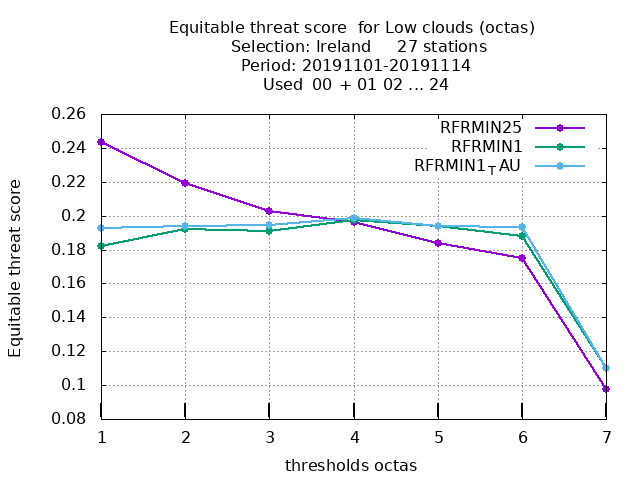 Equitable threat score for Low clouds (octas)
Selection: Ireland 27 stations
Period: 20191101-20191114
Used 00 + 01 02 ... 24
RFRMIN25
RFRMIN1
RFRMIN1TAU
Equitable threat score
0.26
0.24
0.22
0.2
0.18
0.16
0.14
0.12
0.1
0.08
1 2 3 4 5 6 7
thresholds octas